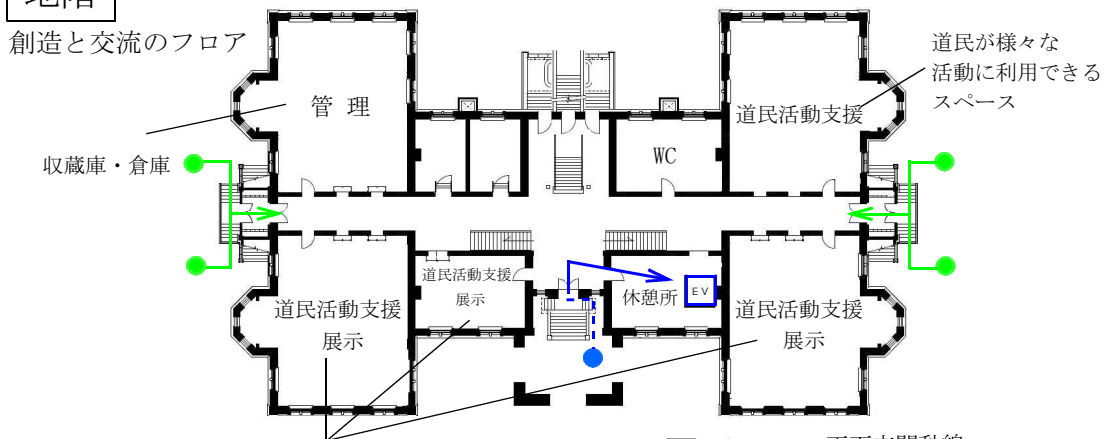 地階
創造と交流のフロア
道民が様々な
活動に利用できる
スペース
管 理
道民活動支援
収蔵庫・倉庫
WC
道民活動支援
展示
道民活動支援
展示
休憩所
EV
道民活動支援
展示